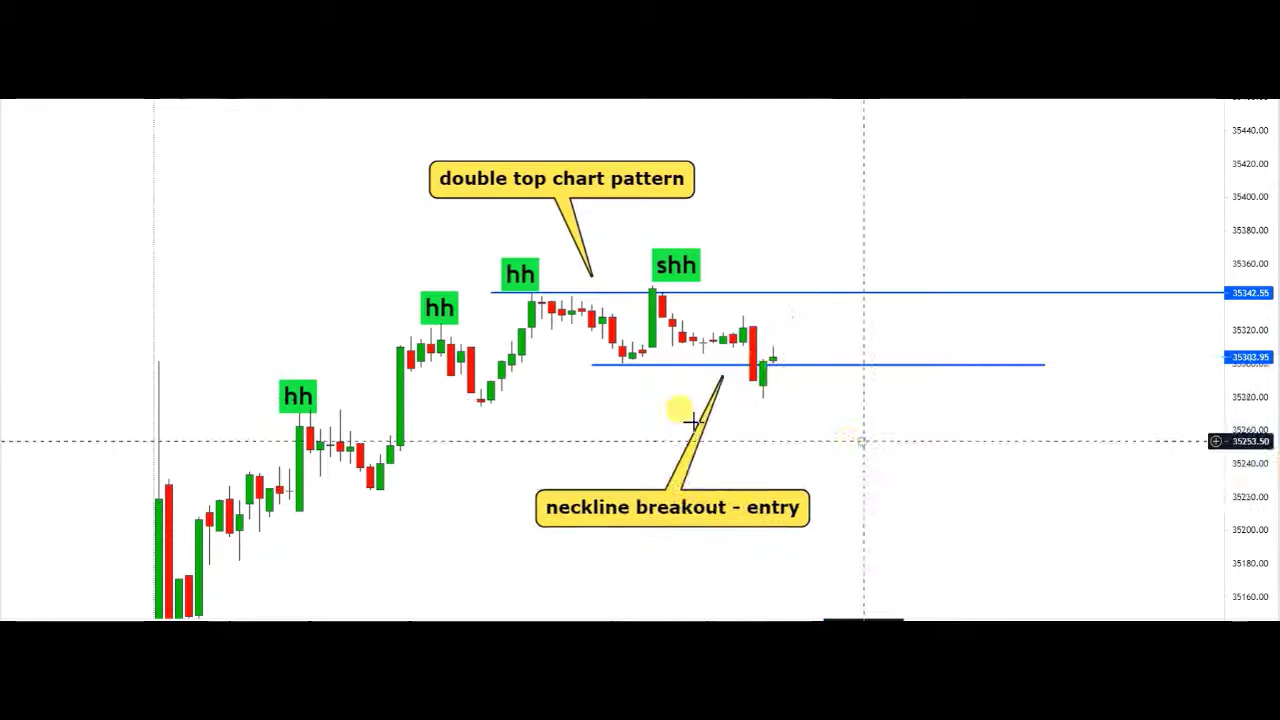 35440.00
double top chart pattern
35420.00
35400.00
35380.00
hh
shh
35360.00
hh
35342.55
35320.00
35303.95
hh
35280.00
35260.00
35253.50
35240.00
neckline breakout - entry
35200.00
35180.00
35160.00